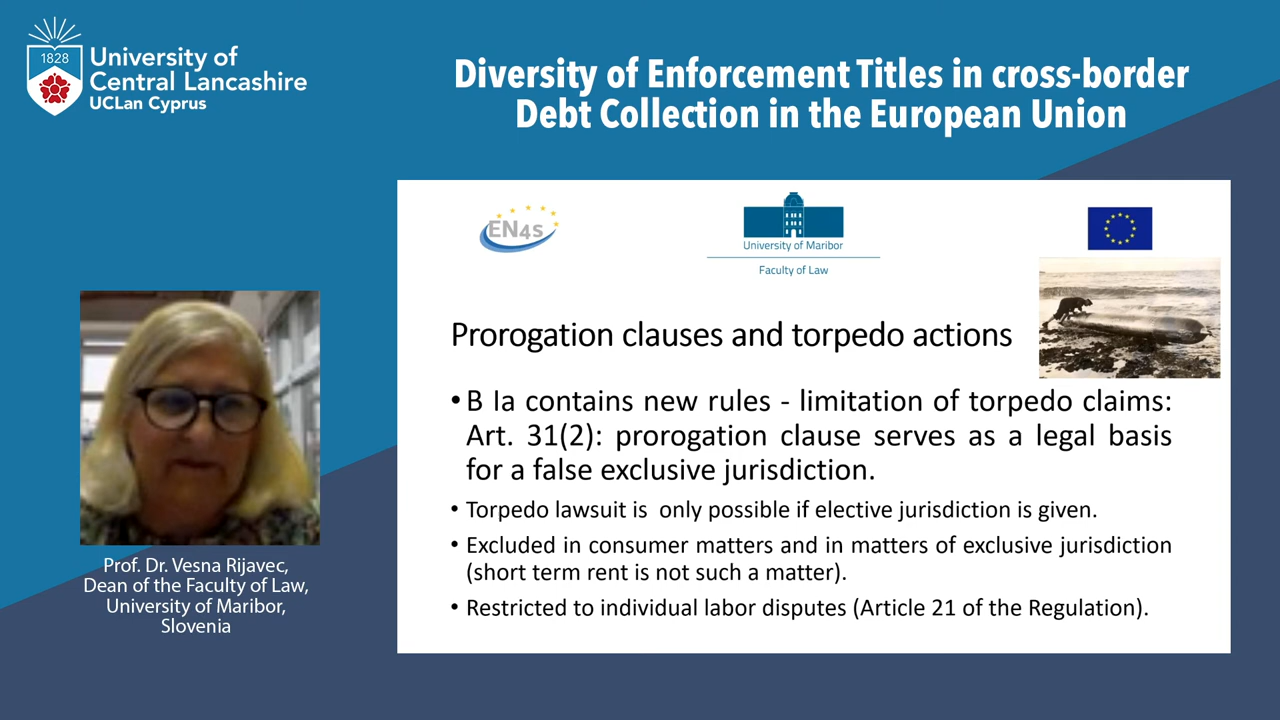 1828
University of
Central Lancashire
UCLan Cyprus
Diversity of Enforcement Titles in cross-border
Debt Collection in the European Union
EN4s
University of Maribor
Faculty of Law
Prorogation clauses and torpedo actions
• B Ia contains new rules - limitation of torpedo claims:
Art. 31(2): prorogation clause serves as a legal basis
for a false exclusive jurisdiction.
• Torpedo lawsuit is only possible if elective jurisdiction is given.
• Excluded in consumer matters and in matters of exclusive jurisdiction
(short term rent is not such a matter).
• Restricted to individual labor disputes (Article 21 of the Regulation).
Prof. Dr. Vesna Rijavec,
Dean of the Faculty of Law,
University of Maribor,
Slovenia